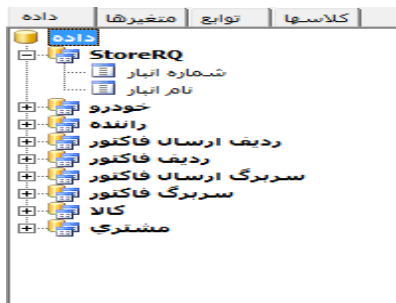 داده متغیرها توابع کلاسها
داده
StoreRQ
شماره انبار
نام انبار
خودرو
راننده
ردیف ارسال فاکتور
ردیف فاکتور
سربرگ ارسال فاکتور
سربرگ فاکتور
کالا
مشتري